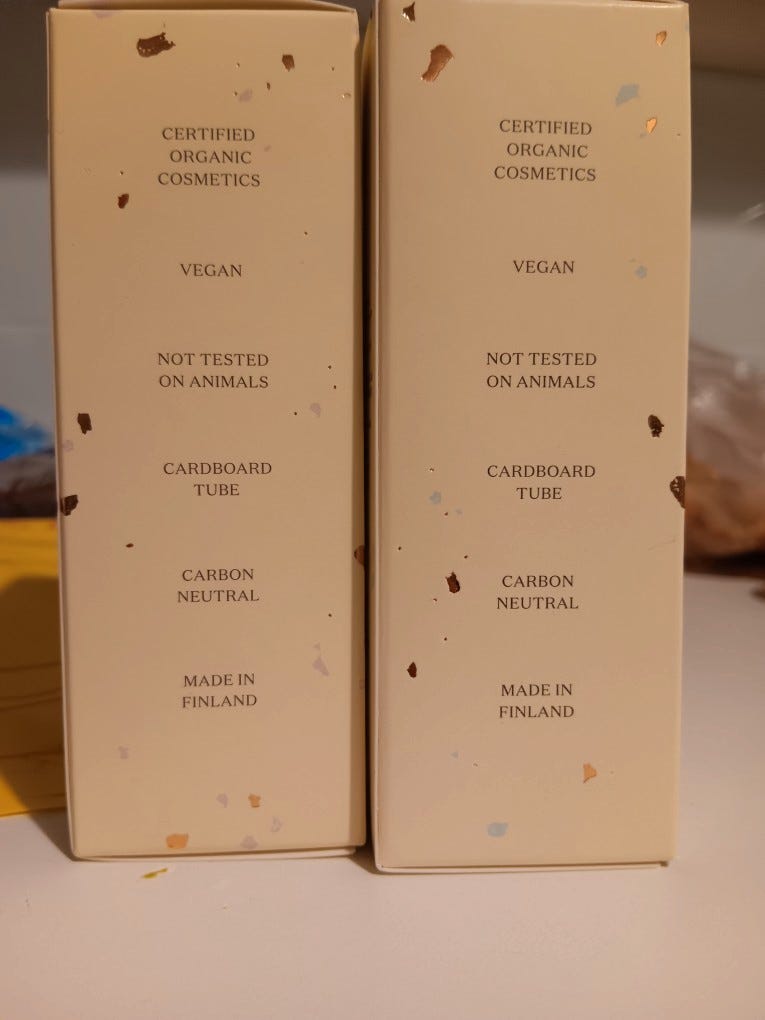 CERTIFIED
ORGANIC
COSMETICS
VEGAN
NOT TESTED
ON ANIMALS
CARDBOARD
TUBE
CARBON
NEUTRAL
MADE IN
FINLAND
CERTIFIED
ORGANIC
COSMETICS
VEGAN
NOT TESTED
ON ANIMALS
CARDBOARD
TUBE
CARBON
NEUTRAL
MADE IN
FINLAND